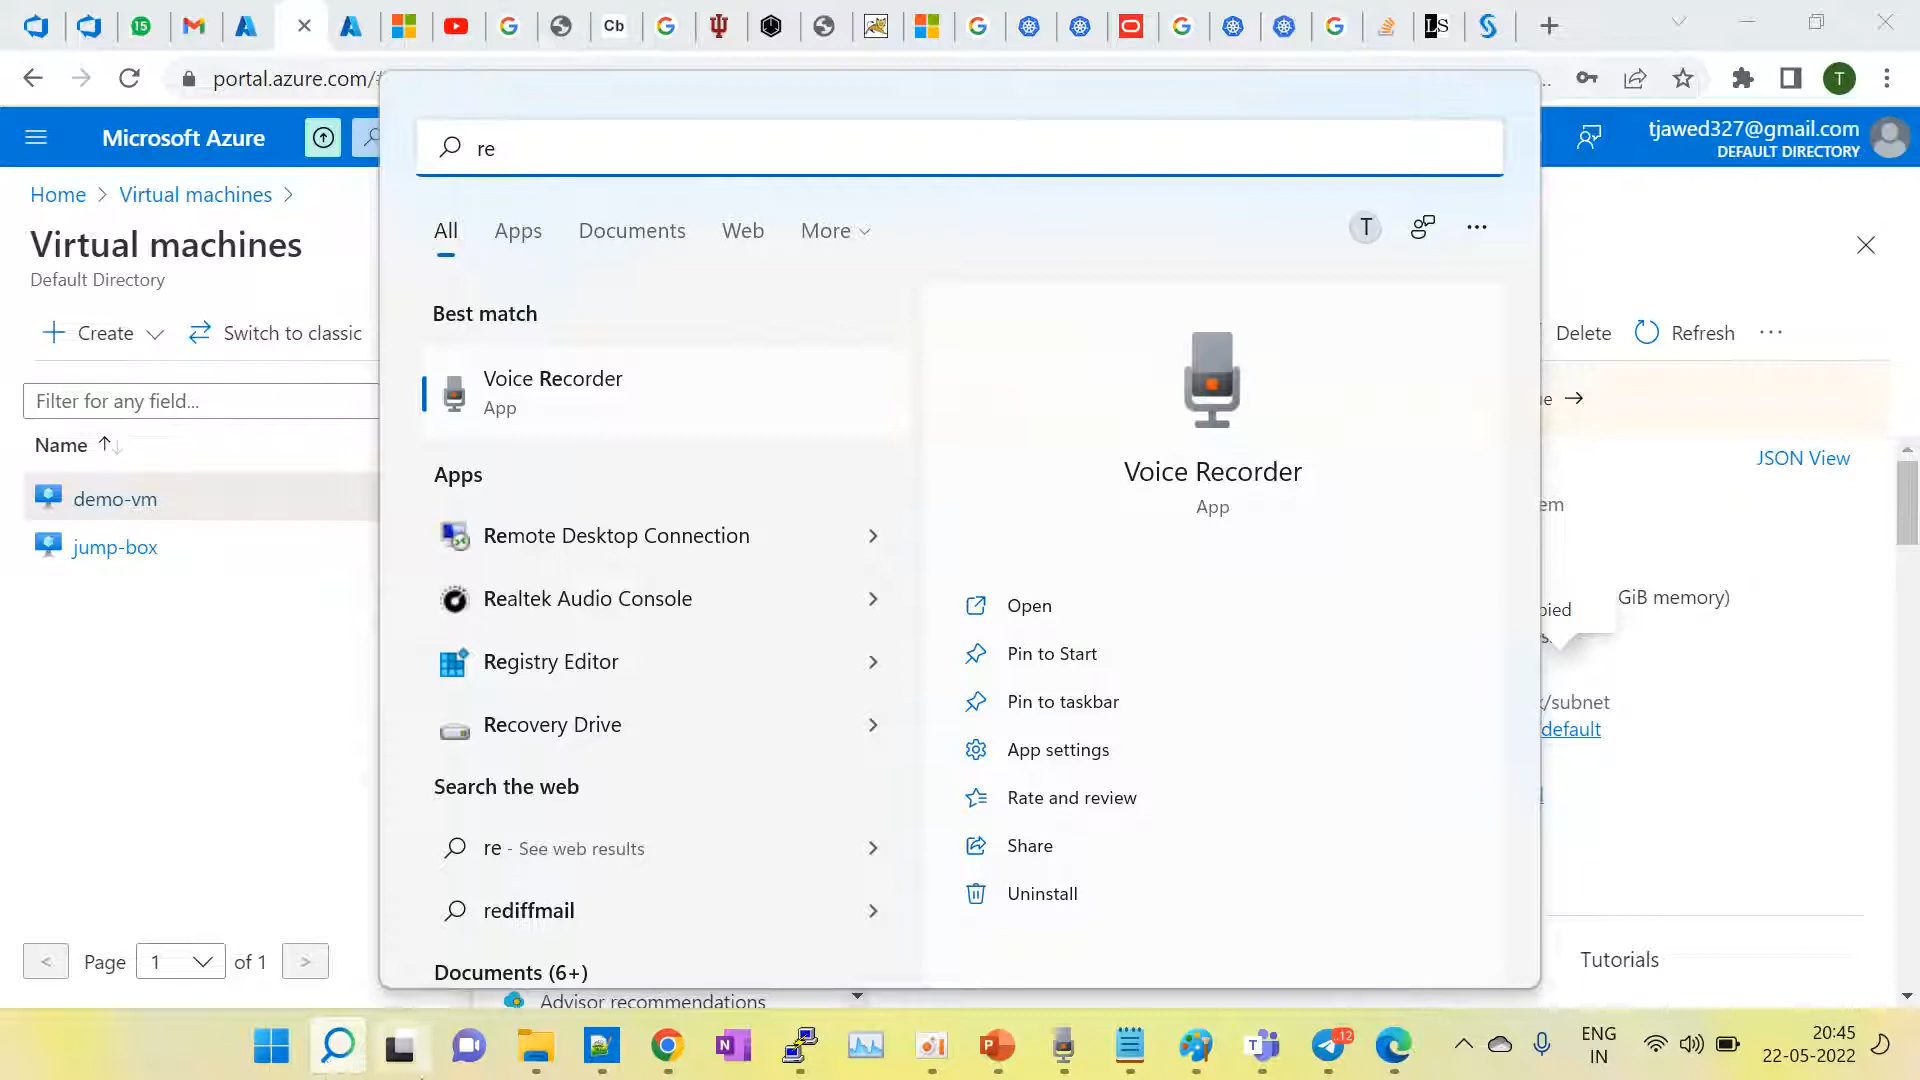 15
Cb
LS
portal.azure.com/#
T
Microsoft Azure
re
tjawed327@gmail.com
DEFAULT DIRECTORY
Home > Virtual machines >
Virtual machines
Default Directory
All Apps Documents Web More
T
Create
Switch to classic
Delete
Refresh
Filter for any field...
Name
demo-vm
jump-box
Best match
Voice Recorder
App
Apps
Remote Desktop Connection
Realtek Audio Console
Registry Editor
Recovery Drive
Search the web
re - See web results
rediffmail
Documents (6+)
Voice Recorder
App
Open
Pin to Start
Pin to taskbar
App settings
Rate and review
Share
Uninstall
JSON View
GiB memory)
/subnet
default
Tutorials
Advisor recommendations
< Page 1 of 1 >
12
ENG
IN
20:45
22-05-2022